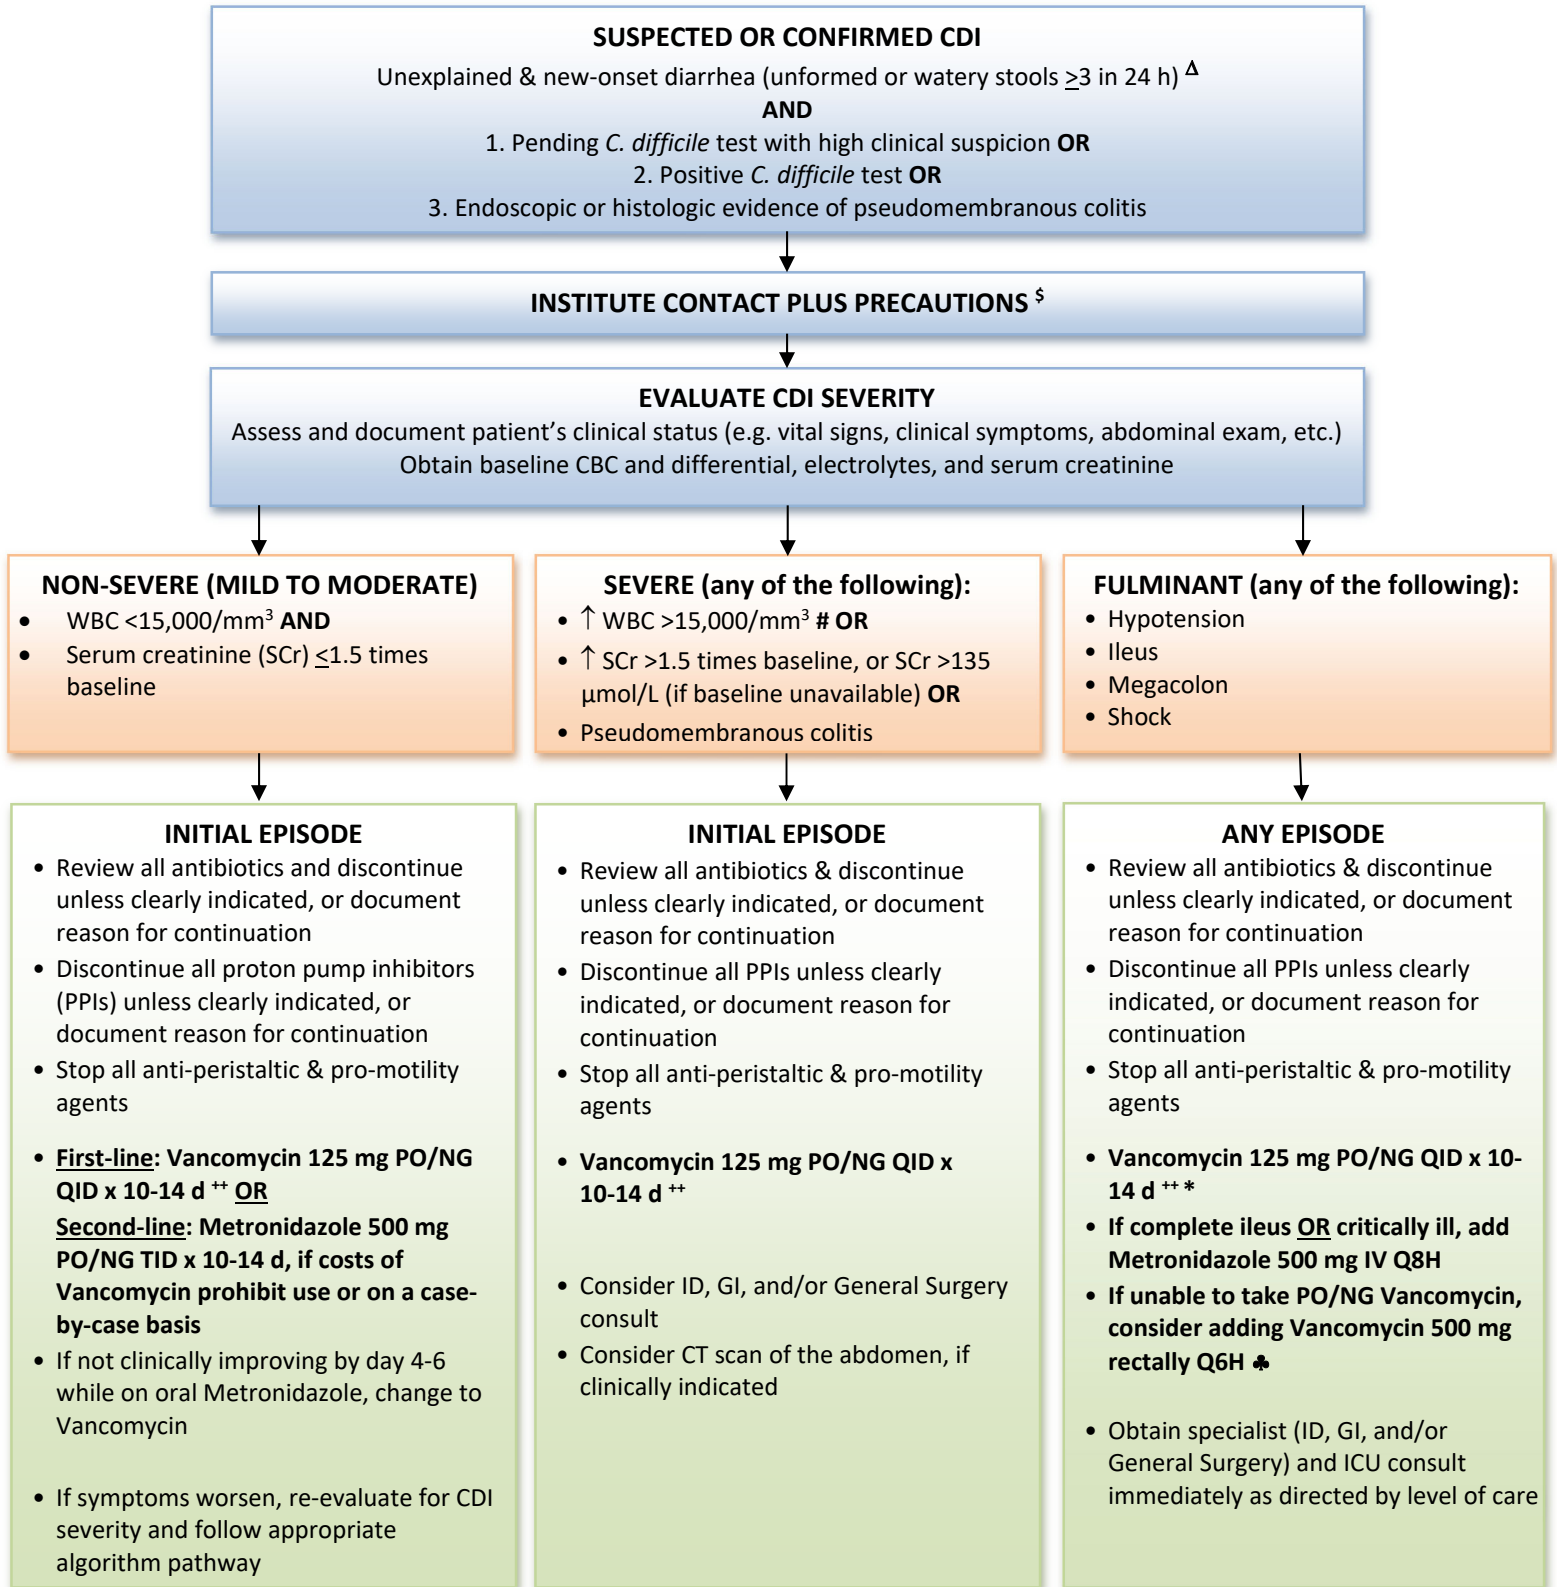 SUSPECTED OR CONFIRMED CDI
Unexplained & new-onset diarrhea (unformed or watery stools ≥3 in 24 h) Δ
AND
1. Pending C. difficile test with high clinical suspicion OR
2. Positive C. difficile test OR
3. Endoscopic or histologic evidence of pseudomembranous colitis
INSTITUTE CONTACT PLUS PRECAUTIONS $
EVALUATE CDI SEVERITY
Assess and document patient’s clinical status (e.g. vital signs, clinical symptoms, abdominal exam, etc.)
Obtain baseline CBC and differential, electrolytes, and serum creatinine
NON-SEVERE (MILD TO MODERATE)
• WBC <15,000/mm³ AND
• Serum creatinine (SCr) ≤1.5 times
baseline
SEVERE (any of the following):
• ↑ WBC >15,000/mm³ # OR
• ↑ SCr >1.5 times baseline, or SCr >135
µmol/L (if baseline unavailable) OR
• Pseudomembranous colitis
FULMINANT (any of the following):
• Hypotension
• Ileus
• Megacolon
• Shock
INITIAL EPISODE
• Review all antibiotics and discontinue
unless clearly indicated, or document
reason for continuation
• Discontinue all proton pump inhibitors
(PPIs) unless clearly indicated, or
document reason for continuation
• Stop all anti-peristaltic & pro-motility
agents
• First-line: Vancomycin 125 mg PO/NG
QID x 10-14 d ++ OR
Second-line: Metronidazole 500 mg
PO/NG TID x 10-14 d, if costs of
Vancomycin prohibit use or on a case-
by-case basis
• If not clinically improving by day 4-6
while on oral Metronidazole, change to
Vancomycin
• If symptoms worsen, re-evaluate for CDI
severity and follow appropriate
algorithm pathway
INITIAL EPISODE
• Review all antibiotics & discontinue
unless clearly indicated, or document
reason for continuation
• Discontinue all PPIs unless clearly
indicated, or document reason for
continuation
• Stop all anti-peristaltic & pro-motility
agents
• Vancomycin 125 mg PO/NG QID x
10-14 d ++
• Consider ID, GI, and/or General Surgery
consult
• Consider CT scan of the abdomen, if
clinically indicated
ANY EPISODE
• Review all antibiotics & discontinue
unless clearly indicated, or document
reason for continuation
• Discontinue all PPIs unless clearly
indicated, or document reason for
continuation
• Stop all anti-peristaltic & pro-motility
agents
• Vancomycin 125 mg PO/NG QID x 10-
14 d ++ *
• If complete ileus OR critically ill, add
Metronidazole 500 mg IV Q8H
• If unable to take PO/NG Vancomycin,
consider adding Vancomycin 500 mg
rectally Q6H ♣
• Obtain specialist (ID, GI, and/or
General Surgery) and ICU consult
immediately as directed by level of care